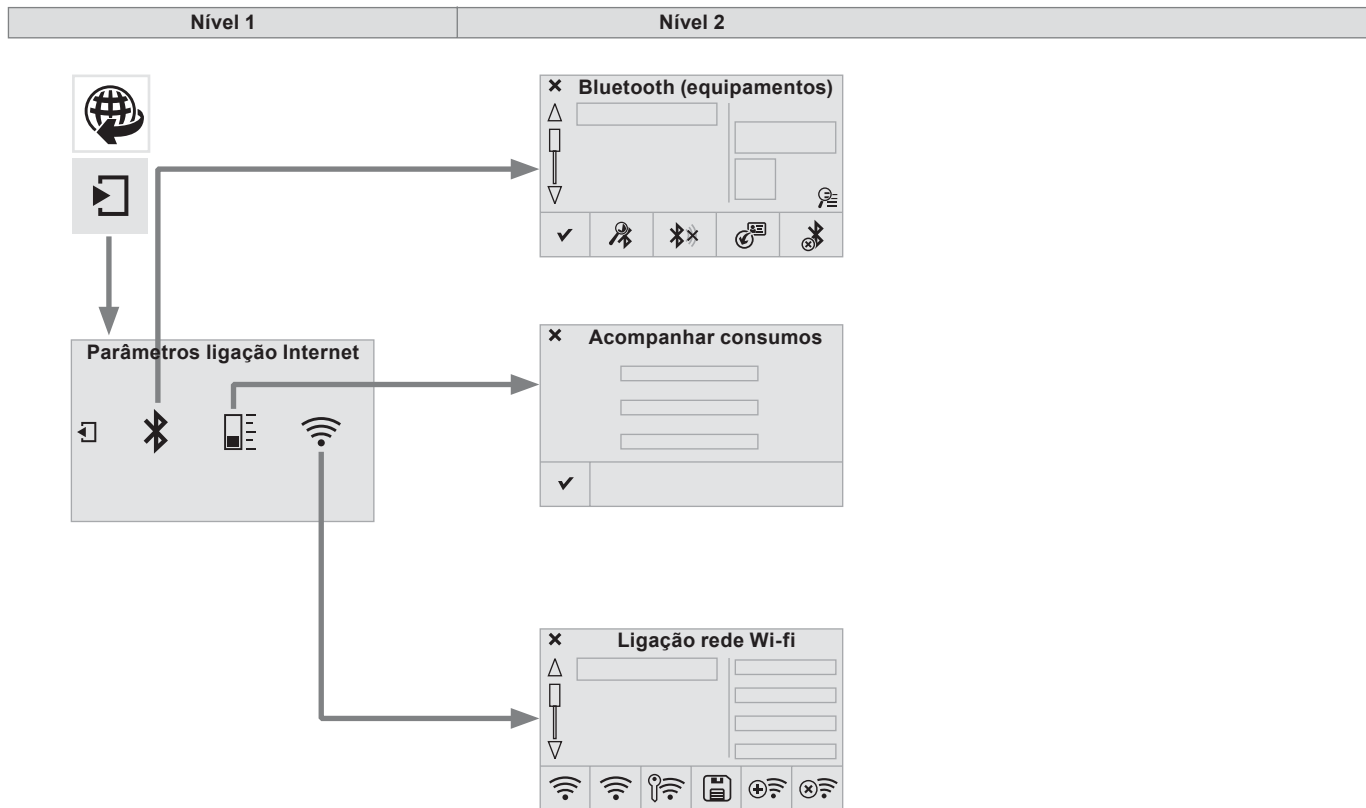 Nível 1
Nível 2
Bluetooth (equipamentos)
Parâmetros ligação Internet
Acompanhar consumos
Ligação rede Wi-fi